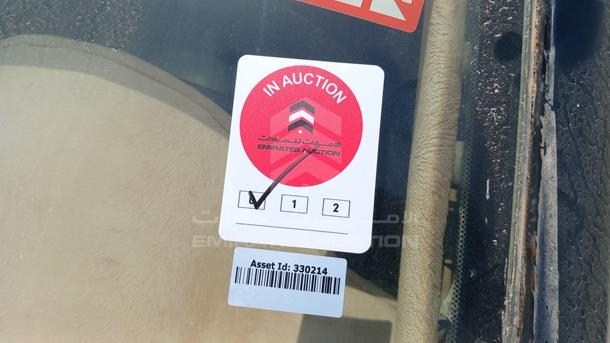 IN AUCTION
الإمارات للمزادات
EMIRATES AUCTION
0 1 2
Asset Id: 330214